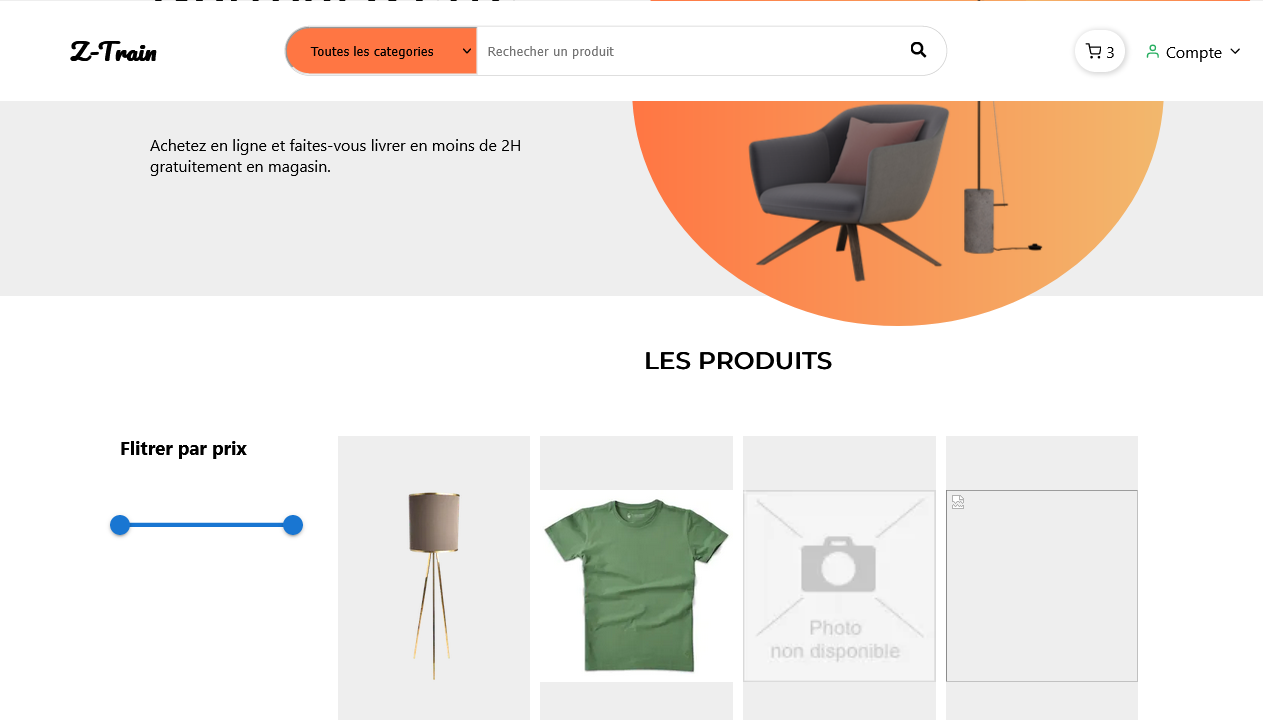 Z-Train
Toutes les categories
Rechecher un produit
3
Compte
Achetez en ligne et faites-vous livrer en moins de 2H
gratuitement en magasin.
LES PRODUITS
Flitrer par prix
Photo
non disponible